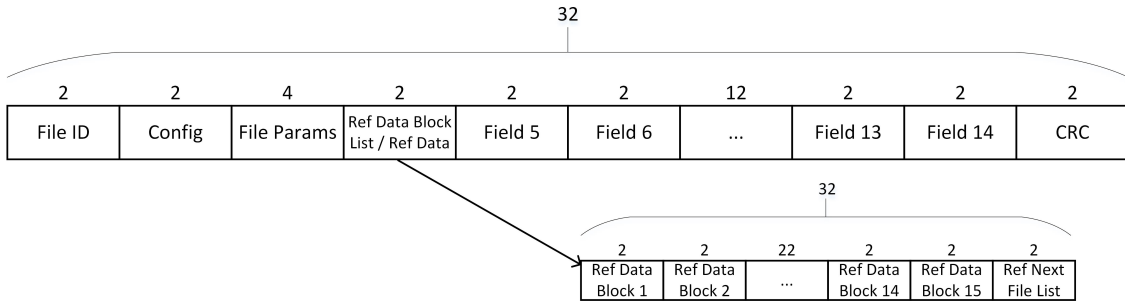 32
2 2 4 2 2 2 12 2 2 2
File ID Config File Params Ref Data Block Field 5 Field 6 ... Field 13 Field 14 CRC
List / Ref Data
32
2 2 22 2 2 2
Ref Data Ref Data ... Ref Data Ref Data Ref Next
Block 1 Block 2 Block 14 Block 15 File List